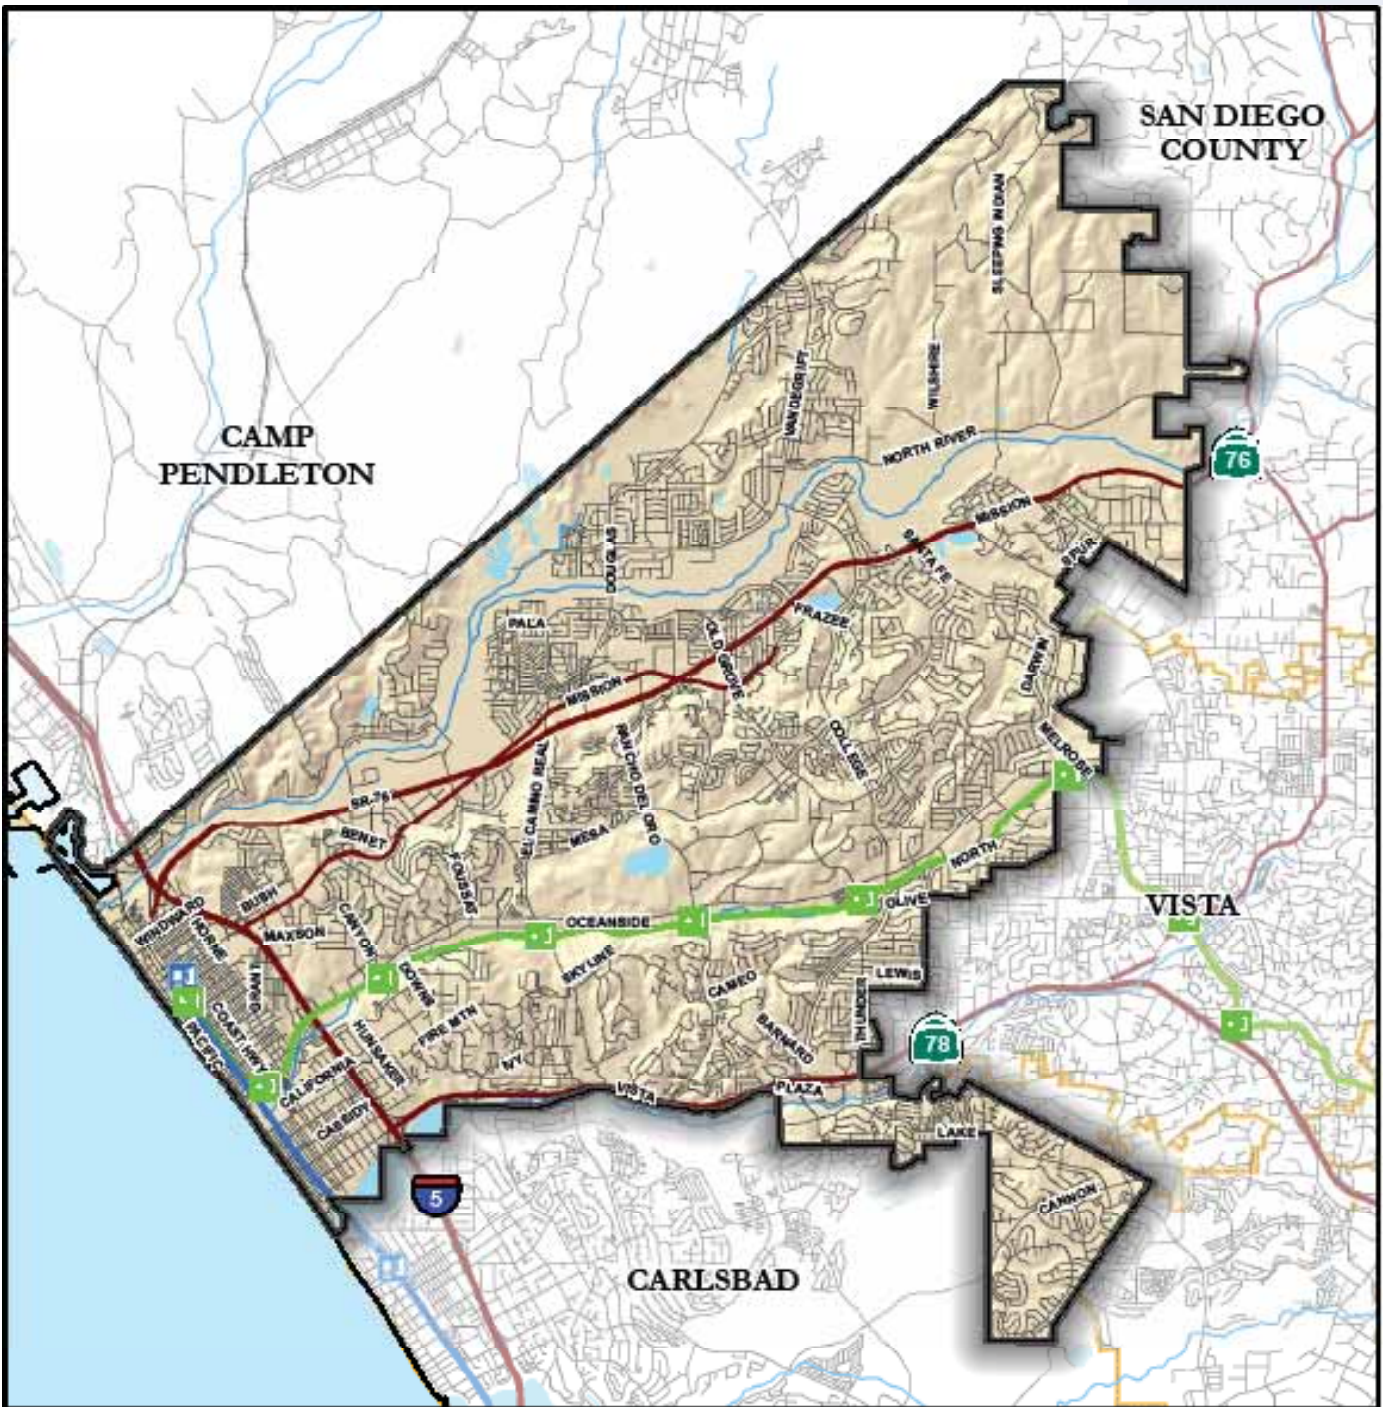 SAN DIEGO
COUNTY
SLEEPING INDIAN
WILSHIRE
VANDEGRIFT
CAMP
PENDLETON
NORTH RIVER
76
MISSION
SANTA FE
SPUR
DOUGLAS
FRAZEE
PALA
OLD GROVE
DARWIN
MISSION
RANCHO DEL ORO
COLLEGE
MELROSE
EL CAMINO REAL
SR-76
BENET
MESA
NORTH
FOUSSAT
BUSH
OLIVE
VISTA
WINDWARD
HORNE
MAXSON
CANYON
OCEANSIDE
SKYLINE
CAMEO
LEWIS
GRANT
DOWNS
THUNDER
COAST HWY
PACIFIC
HUNSAKER
FIRE MTN
BARNARD
78
IVY
CALIFORNIA
CASSIDY
VISTA
PLAZA
LAKE
5
CANNON
CARLSBAD